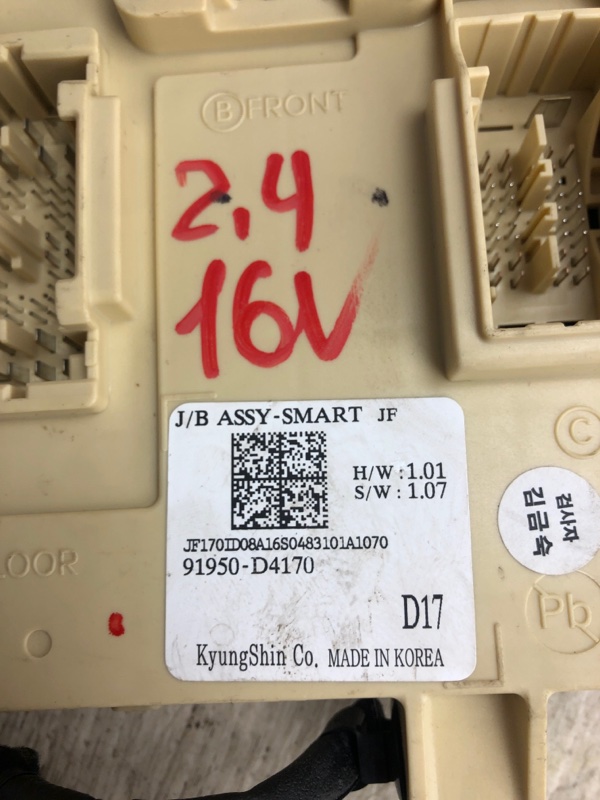 B FRONT
2,4
16V
J/B ASSY-SMART JF
H/W : 1.01
S/W : 1.07
JF170ID08A16S0483101A1070
91950-D4170
D17
KyungShin Co. MADE IN KOREA
C
검사자
김금숙
LOOR
Pb